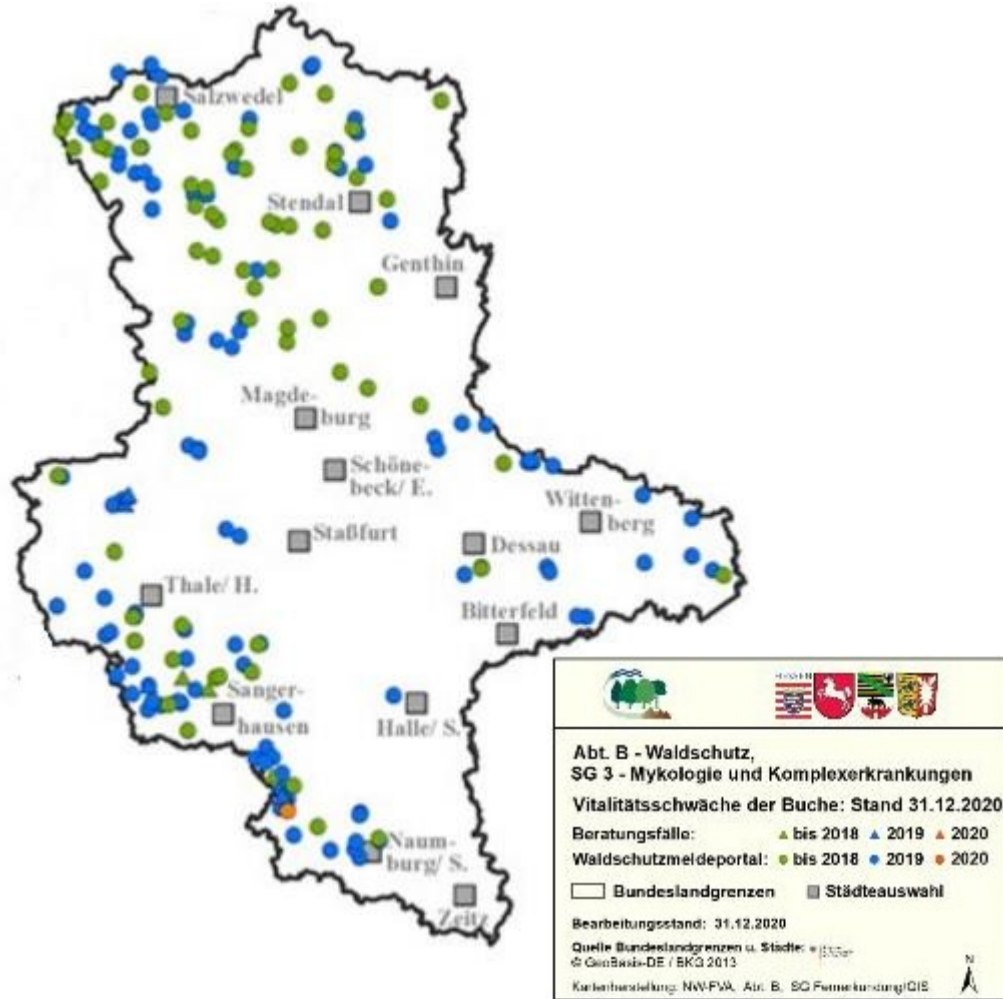 Salzwedel
Stendal
Genthin
Magde-
burg
Schöne-
beck/ E.
Witten-
berg
Staßfurt
Dessau
Thale/ H.
Bitterfeld
Sanger-
hausen
Halle/ S.
Naum-
burg/ S.
Zeitz
HESSEN
Abt. B - Waldschutz,
SG 3 - Mykologie und Komplexerkrankungen
Vitalitätsschwäche der Buche: Stand 31.12.2020
Beratungsfälle: bis 2018 2019 2020
Waldschutzmeldeportal: bis 2018 2019 2020
Bundeslandgrenzen Städteauswahl
Bearbeitungsstand: 31.12.2020
Quelle Bundeslandgrenzen u. Städte:
© GeoBasis-DE / BKG 2013
N
Kartenherstellung: NW-FVA, Abt. B, SG Fernerkundung/GIS